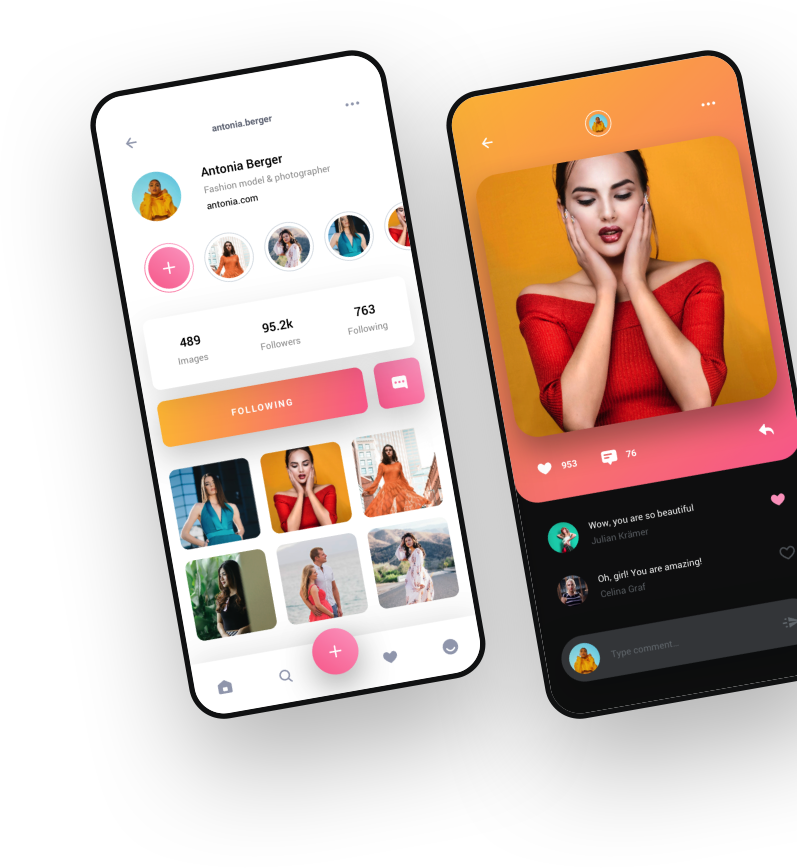 antonia.berger
Antonia Berger
Fashion model & photographer
antonia.com
489
Images
95.2k
Followers
763
Following
FOLLOWING
953
76
Wow, you are so beautiful
Julian Krämer
Oh, girl! You are amazing!
Celina Graf
Type comment...